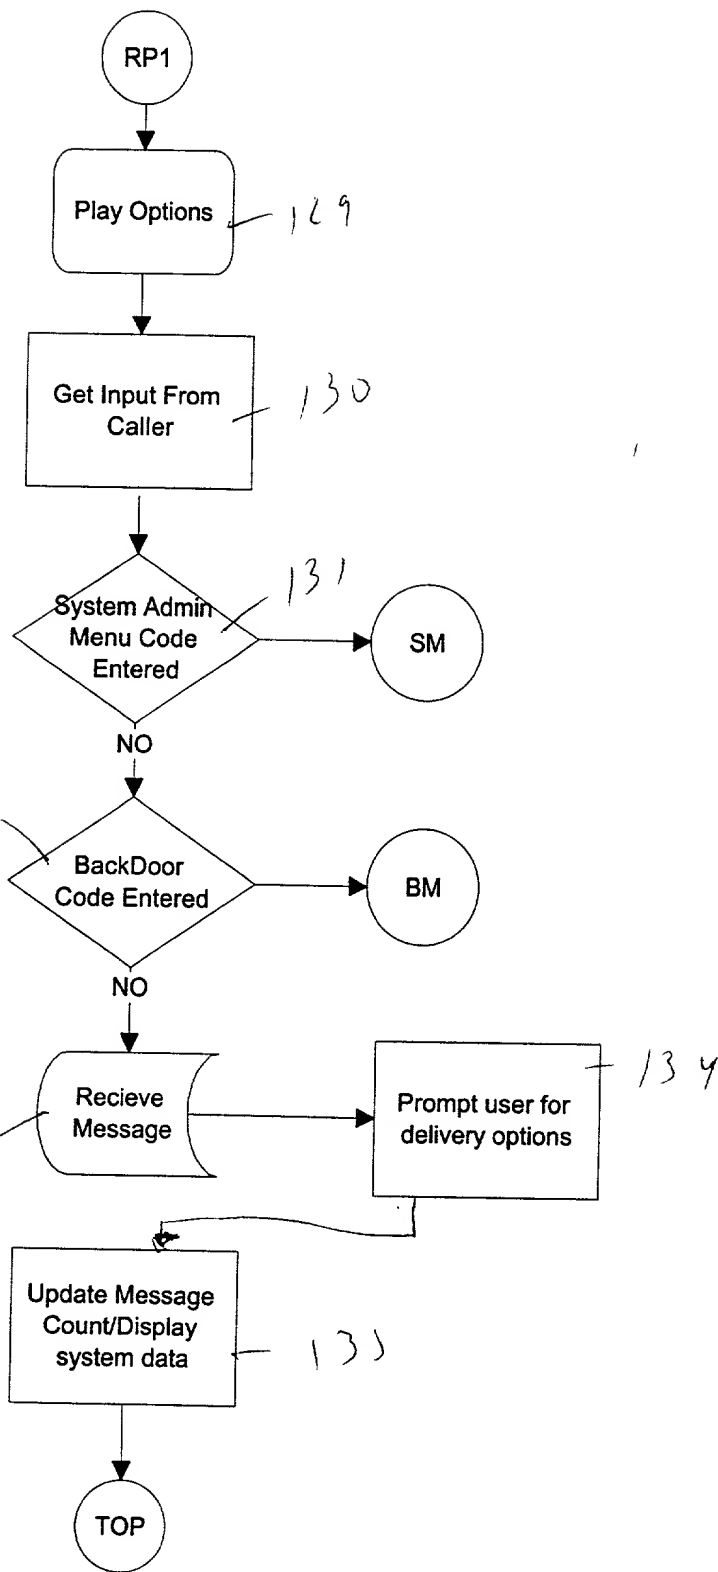 RP1
Play Options
129
Get Input From
Caller
130
System Admin
Menu Code
Entered
131
SM
NO
BackDoor
Code Entered
BM
NO
Recieve
Message
Prompt user for
delivery options
134
Update Message
Count/Display
system data
135
TOP